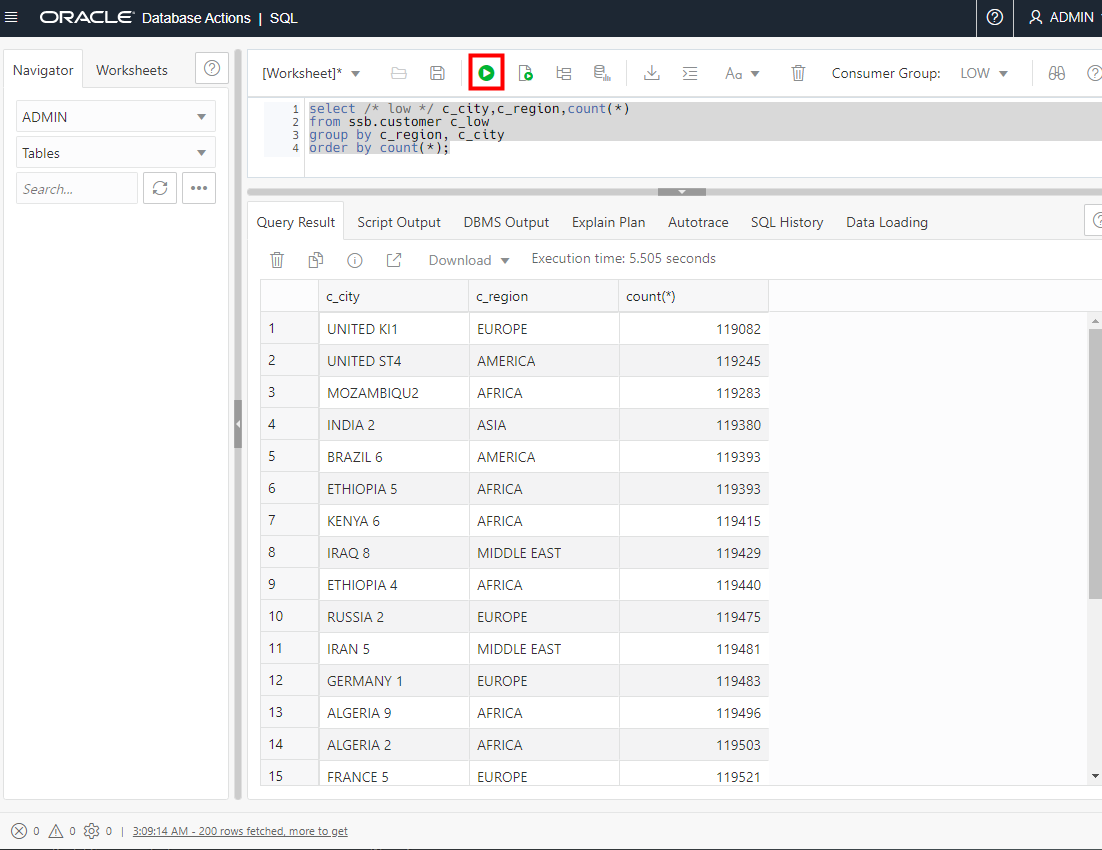 ORACLE Database Actions | SQL
ADMIN
Navigator
Worksheets
ADMIN
Tables
Search...
[Worksheet]*
Aa
Consumer Group: LOW
1 select /* low */ c_city,c_region,count(*)
2 from ssb.customer c_low
3 group by c_region, c_city
4 order by count(*);
Query Result Script Output DBMS Output Explain Plan Autotrace SQL History Data Loading
Download Execution time: 5.505 seconds
c_city c_region count(*)
1 UNITED KI1 EUROPE 119082
2 UNITED ST4 AMERICA 119245
3 MOZAMBIQU2 AFRICA 119283
4 INDIA 2 ASIA 119380
5 BRAZIL 6 AMERICA 119393
6 ETHIOPIA 5 AFRICA 119393
7 KENYA 6 AFRICA 119415
8 IRAQ 8 MIDDLE EAST 119429
9 ETHIOPIA 4 AFRICA 119440
10 RUSSIA 2 EUROPE 119475
11 IRAN 5 MIDDLE EAST 119481
12 GERMANY 1 EUROPE 119483
13 ALGERIA 9 AFRICA 119496
14 ALGERIA 2 AFRICA 119503
15 FRANCE 5 EUROPE 119521
0 0 0 | 3:09:14 AM - 200 rows fetched, more to get